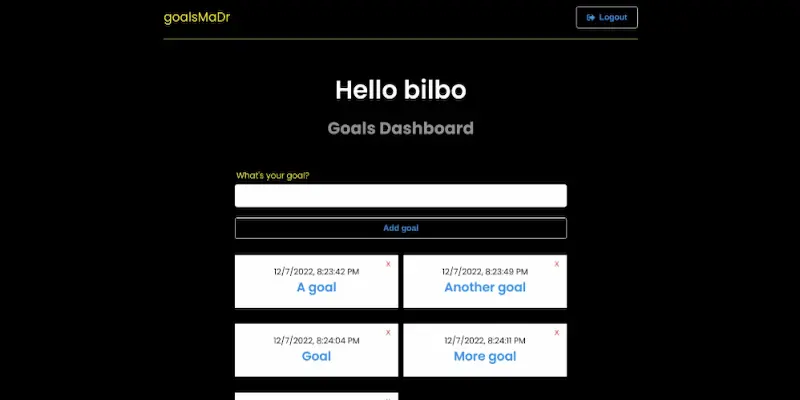 goalsMaDr
Logout
Hello bilbo
Goals Dashboard
What's your goal?
Add goal
x
12/7/2022, 8:23:42 PM
A goal
x
12/7/2022, 8:23:49 PM
Another goal
x
12/7/2022, 8:24:04 PM
Goal
x
12/7/2022, 8:24:11 PM
More goal